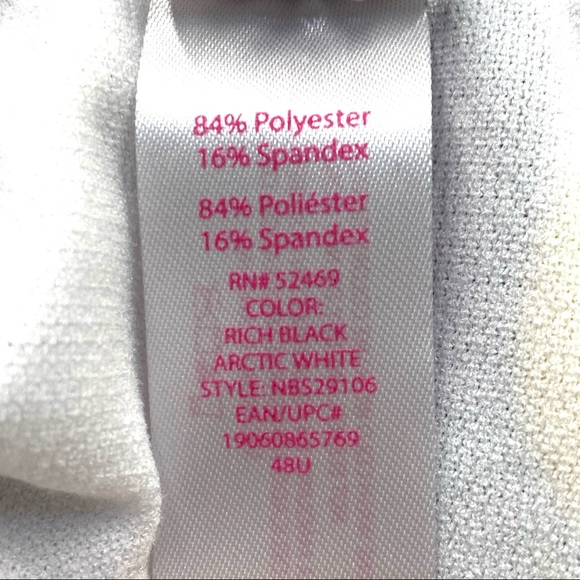 84% Polyester
16% Spandex
84% Poliéster
16% Spandex
RN# 52469
COLOR:
RICH BLACK
ARCTIC WHITE
STYLE: NBS29106
EAN/UPC#
19060865769
48U